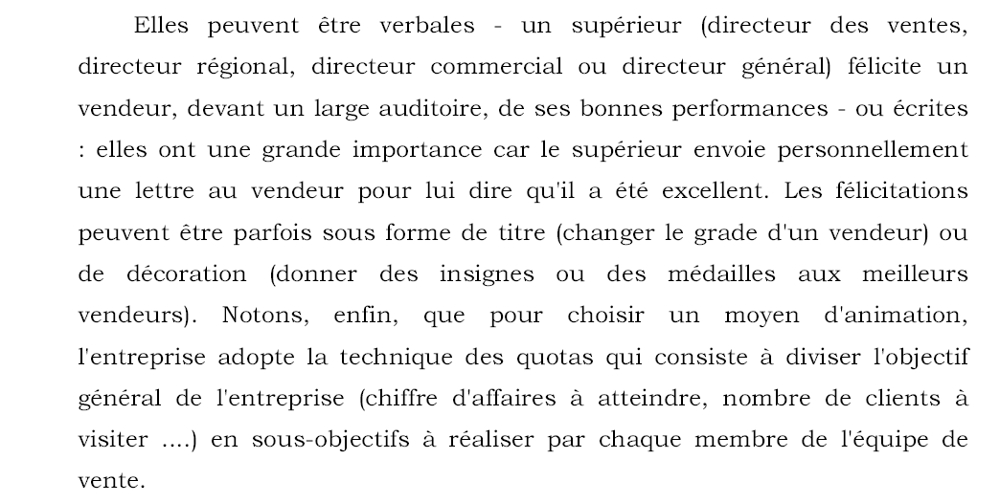 Elles peuvent être verbales - un supérieur (directeur des ventes,
directeur régional, directeur commercial ou directeur général) félicite un
vendeur, devant un large auditoire, de ses bonnes performances - ou écrites
: elles ont une grande importance car le supérieur envoie personnellement
une lettre au vendeur pour lui dire qu'il a été excellent. Les félicitations
peuvent être parfois sous forme de titre (changer le grade d'un vendeur) ou
de décoration (donner des insignes ou des médailles aux meilleurs
vendeurs). Notons, enfin, que pour choisir un moyen d'animation,
l'entreprise adopte la technique des quotas qui consiste à diviser l'objectif
général de l'entreprise (chiffre d'affaires à atteindre, nombre de clients à
visiter ....) en sous-objectifs à réaliser par chaque membre de l'équipe de
vente.